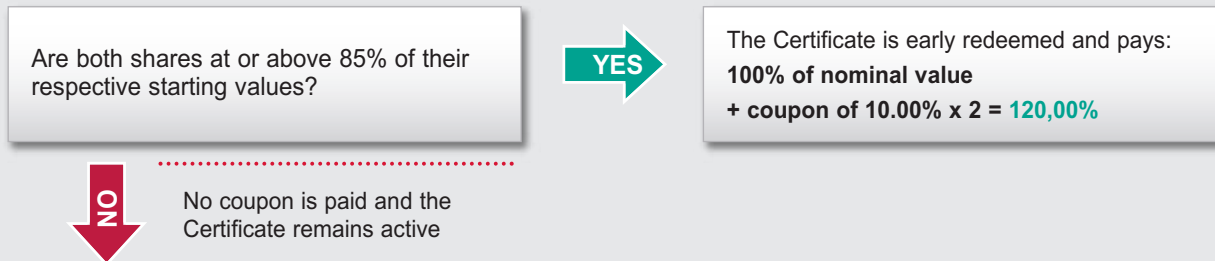 Are both shares at or above 85% of their
respective starting values?
YES
The Certificate is early redeemed and pays:
100% of nominal value
+ coupon of 10.00% x 2 = 120,00%
NO
No coupon is paid and the
Certificate remains active